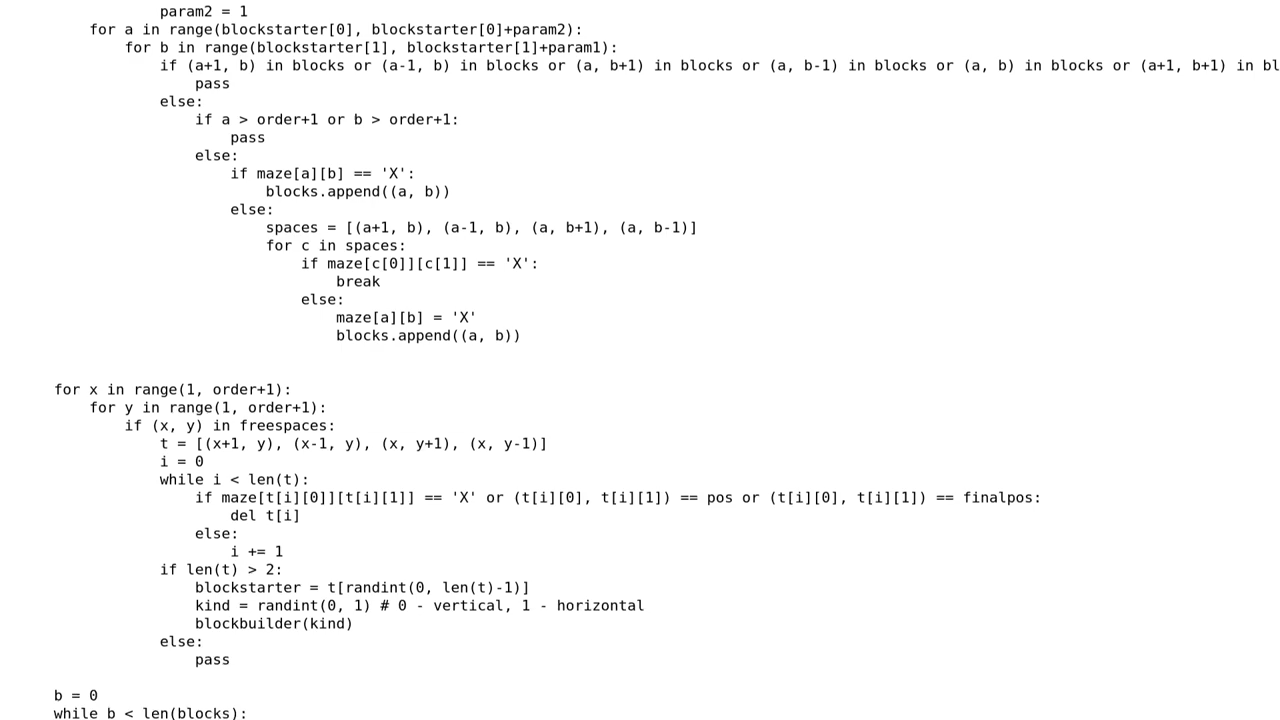 param2 = 1
    for a in range(blockstarter[0], blockstarter[0]+param2):
        for b in range(blockstarter[1], blockstarter[1]+param1):
            if (a+1, b) in blocks or (a-1, b) in blocks or (a, b+1) in blocks or (a, b-1) in blocks or (a, b) in blocks or (a+1, b+1) in bl
                pass
            else:
                if a > order+1 or b > order+1:
                    pass
                else:
                    if maze[a][b] == 'X':
                        blocks.append((a, b))
                    else:
                        spaces = [(a+1, b), (a-1, b), (a, b+1), (a, b-1)]
                        for c in spaces:
                            if maze[c[0]][c[1]] == 'X':
                                break
                            else:
                                maze[a][b] = 'X'
                                blocks.append((a, b))
for x in range(1, order+1):
    for y in range(1, order+1):
        if (x, y) in freespaces:
            t = [(x+1, y), (x-1, y), (x, y+1), (x, y-1)]
            i = 0
            while i < len(t):
                if maze[t[i][0]][t[i][1]] == 'X' or (t[i][0], t[i][1]) == pos or (t[i][0], t[i][1]) == finalpos:
                    del t[i]
                else:
                    i += 1
            if len(t) > 2:
                blockstarter = t[randint(0, len(t)-1)]
                kind = randint(0, 1) # 0 - vertical, 1 - horizontal
                blockbuilder(kind)
            else:
                pass
b = 0
while b < len(blocks):